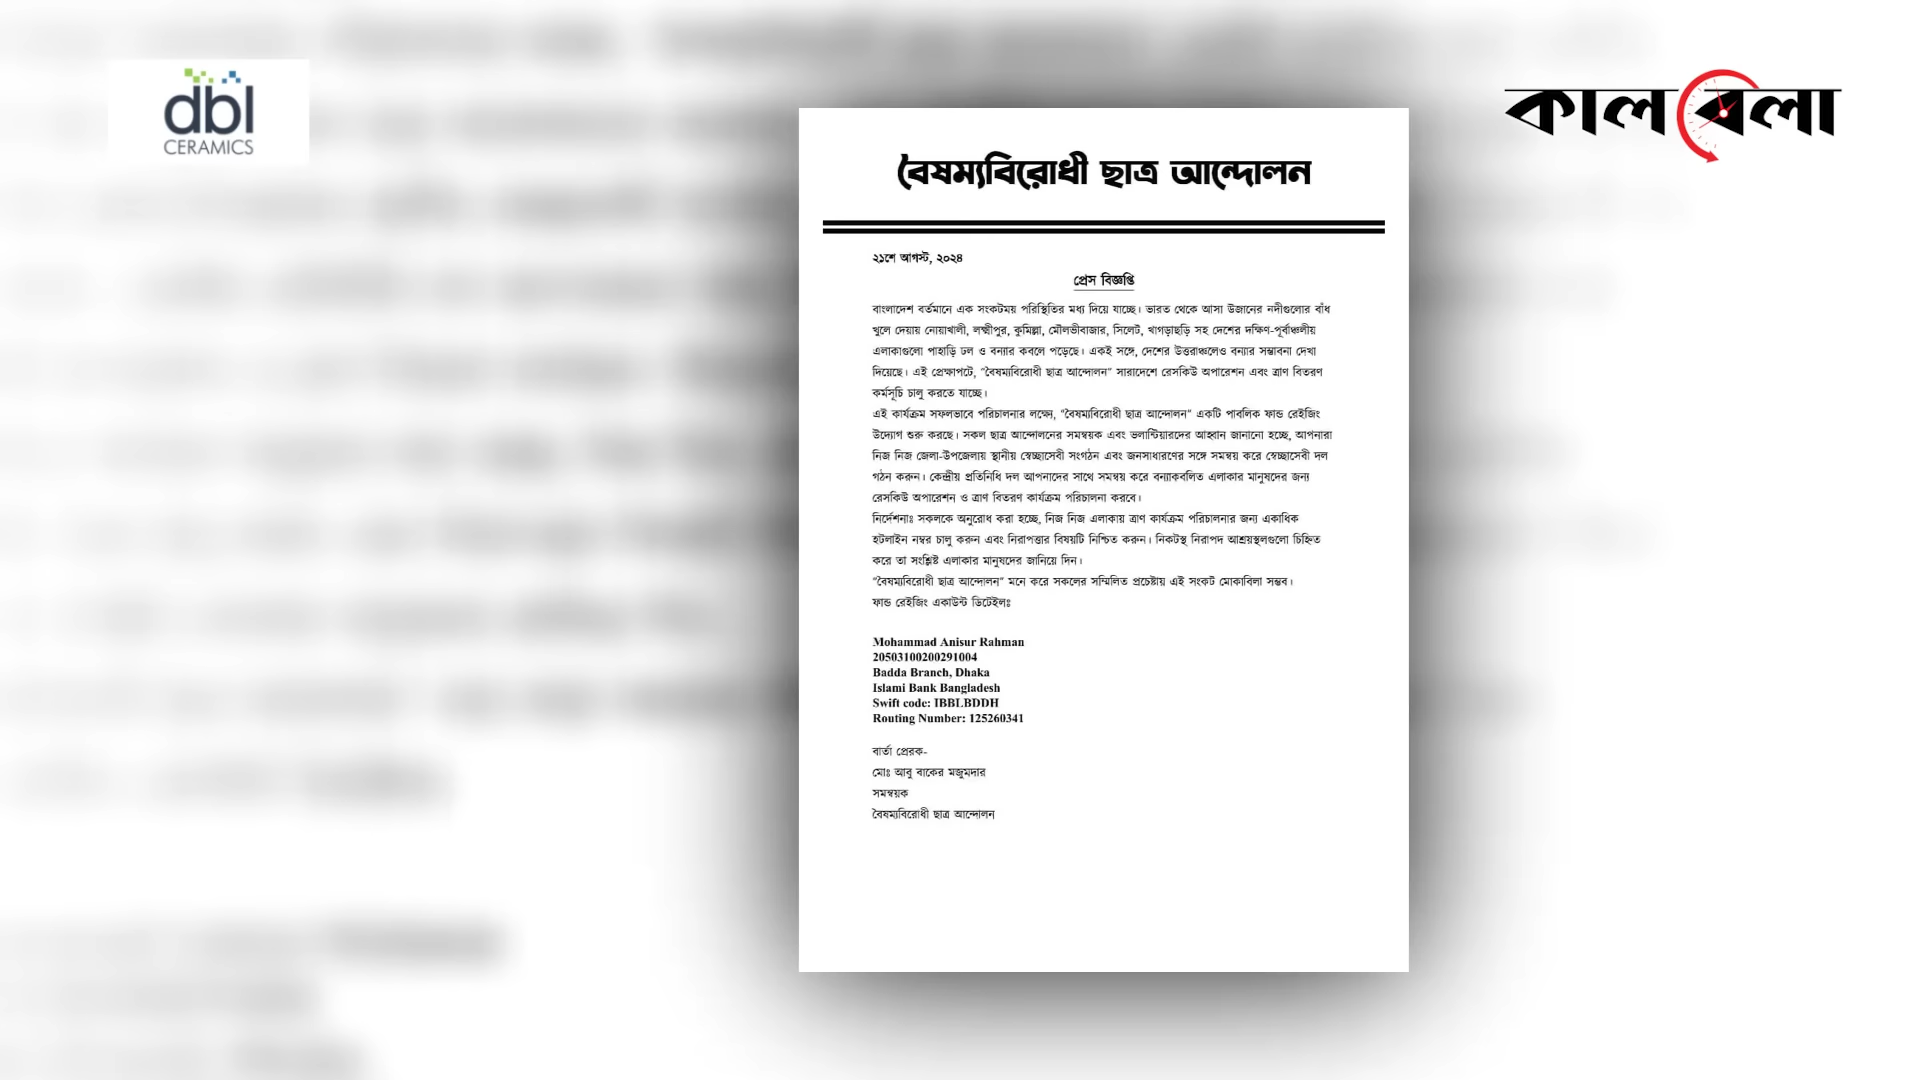 dbl
CERAMICS
কালবেলা
বৈষম্যবিরোধী ছাত্র আন্দোলন
২১শে আগস্ট, ২০২৪
প্রেস বিজ্ঞপ্তি
বাংলাদেশ বর্তমানে এক সংকটময় পরিস্থিতির মধ্য দিয়ে যাচ্ছে। ভারত থেকে আসা উজানের নদীগুলোর বাঁধ
খুলে দেয়ায় নোয়াখালী, লক্ষ্মীপুর, কুমিল্লা, মৌলভীবাজার, সিলেট, খাগড়াছড়ি সহ দেশের দক্ষিণ-পূর্বাঞ্চলীয়
এলাকাগুলো পাহাড়ি ঢল ও বন্যার কবলে পড়েছে। একই সঙ্গে, দেশের উত্তরাঞ্চলেও বন্যার সম্ভাবনা দেখা
দিয়েছে। এই প্রেক্ষাপটে, "বৈষম্যবিরোধী ছাত্র আন্দোলন" সারাদেশে রেসকিউ অপারেশন এবং ত্রাণ বিতরণ
কর্মসূচি চালু করতে যাচ্ছে।
এই কার্যক্রম সফলভাবে পরিচালনার লক্ষ্যে, "বৈষম্যবিরোধী ছাত্র আন্দোলন" একটি পাবলিক ফান্ড রেইজিং
উদ্যোগ শুরু করছে। সকল ছাত্র আন্দোলনের সমন্বয়ক এবং ভলান্টিয়ারদের আহ্বান জানানো হচ্ছে, আপনারা
নিজ নিজ জেলা-উপজেলায় স্থানীয় স্বেচ্ছাসেবী সংগঠন এবং জনসাধারণের সঙ্গে সমন্বয় করে স্বেচ্ছাসেবী দল
গঠন করুন। কেন্দ্রীয় প্রতিনিধি দল আপনাদের সাথে সমন্বয় করে বন্যাকবলিত এলাকার মানুষদের জন্য
রেসকিউ অপারেশন ও ত্রাণ বিতরণ কার্যক্রম পরিচালনা করবে।
নির্দেশনাঃ সকলকে অনুরোধ করা হচ্ছে, নিজ নিজ এলাকায় ত্রাণ কার্যক্রম পরিচালনার জন্য একাধিক
হটলাইন নম্বর চালু করুন এবং নিরাপত্তার বিষয়টি নিশ্চিত করুন। নিকটস্থ নিরাপদ আশ্রয়স্থলগুলো চিহ্নিত
করে তা সংশ্লিষ্ট এলাকার মানুষদের জানিয়ে দিন।
"বৈষম্যবিরোধী ছাত্র আন্দোলন" মনে করে সকলের সম্মিলিত প্রচেষ্টায় এই সংকট মোকাবিলা সম্ভব।
ফান্ড রেইজিং একাউন্ট ডিটেইলঃ
Mohammad Anisur Rahman
20503100200291004
Badda Branch, Dhaka
Islami Bank Bangladesh
Swift code: IBBLBDDH
Routing Number: 125260341
বার্তা প্রেরক-
মোঃ আবু বাকের মজুমদার
সমন্বয়ক
বৈষম্যবিরোধী ছাত্র আন্দোলন